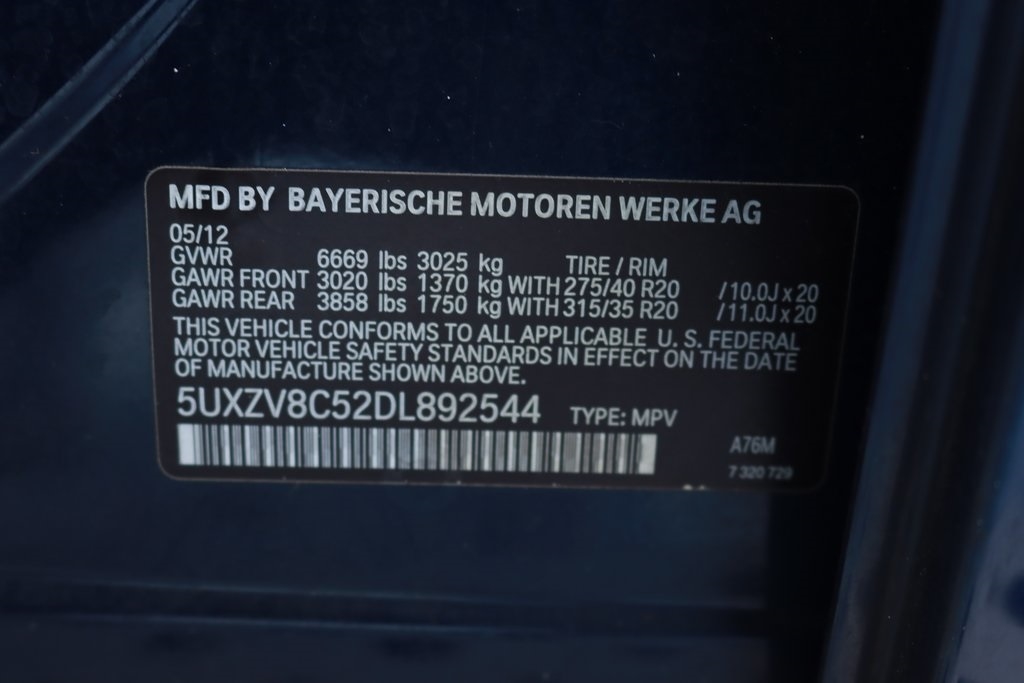 MFD BY BAYERISCHE MOTOREN WERKE AG
05/12
GVWR 6669 lbs 3025 kg TIRE / RIM
GAWR FRONT 3020 lbs 1370 kg WITH 275/40 R20 /10.0J x 20
GAWR REAR 3858 lbs 1750 kg WITH 315/35 R20 /11.0J x 20
THIS VEHICLE CONFORMS TO ALL APPLICABLE U. S. FEDERAL
MOTOR VEHICLE SAFETY STANDARDS IN EFFECT ON THE DATE
OF MANUFACTURE SHOWN ABOVE.
5UXZV8C52DL892544 TYPE: MPV
A76M
7 320 729